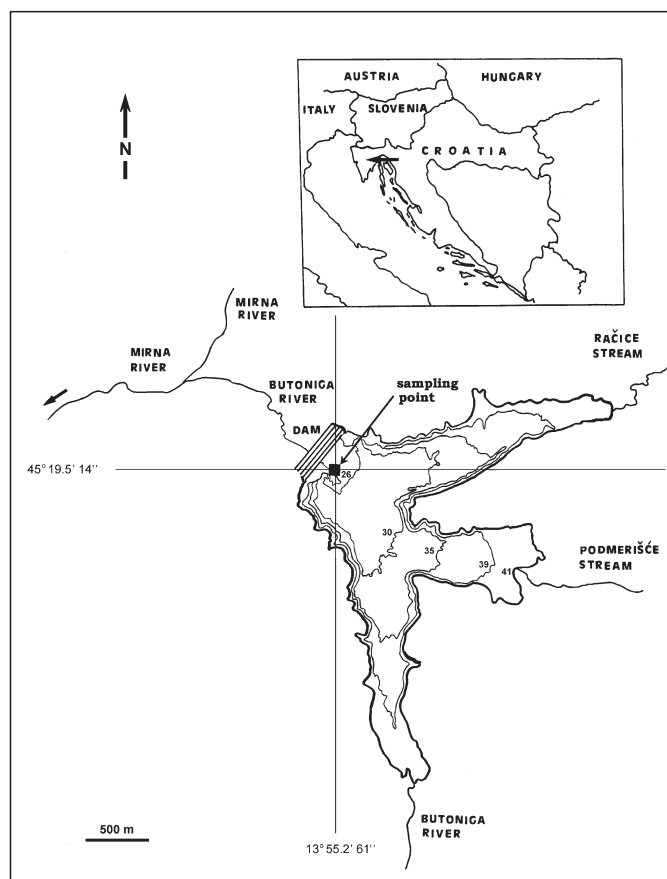 AUSTRIA
HUNGARY
ITALY
SLOVENIA
CROATIA
N
MIRNA
RIVER
MIRNA
RIVER
RAČICE
STREAM
BUTONIGA
RIVER
sampling
point
DAM
45° 19.5' 14''
26
30
35
39
41
PODMERIŠĆE
STREAM
500 m
BUTONIGA
RIVER
13° 55.2' 61''